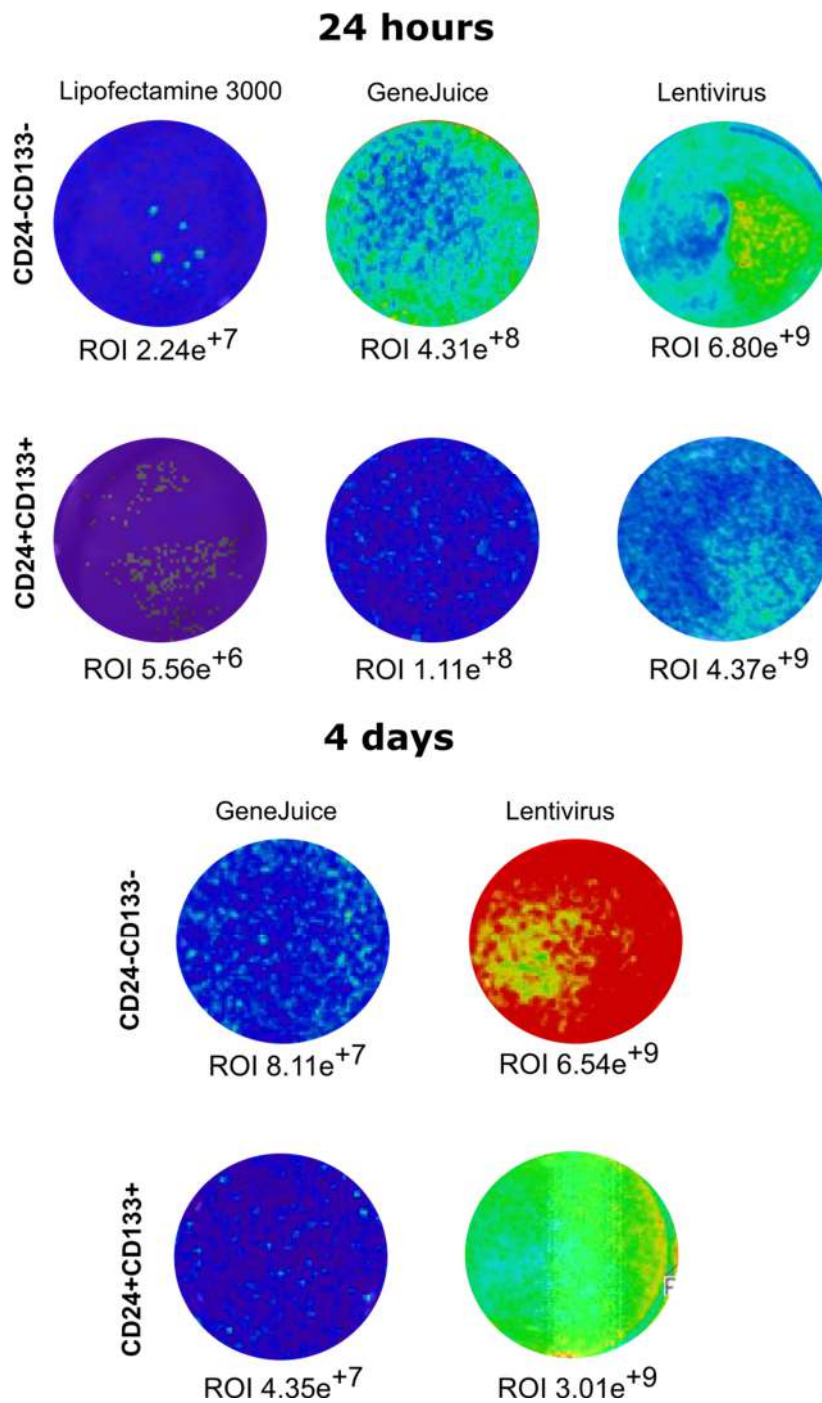 24 hours
Lipofectamine 3000 GeneJuice Lentivirus
CD24-CD133-
ROI 2.24e+7 ROI 4.31e+8 ROI 6.80e+9
CD24+CD133+
ROI 5.56e+6 ROI 1.11e+8 ROI 4.37e+9
4 days
GeneJuice Lentivirus
CD24-CD133-
ROI 8.11e+7 ROI 6.54e+9
CD24+CD133+
ROI 4.35e+7 ROI 3.01e+9